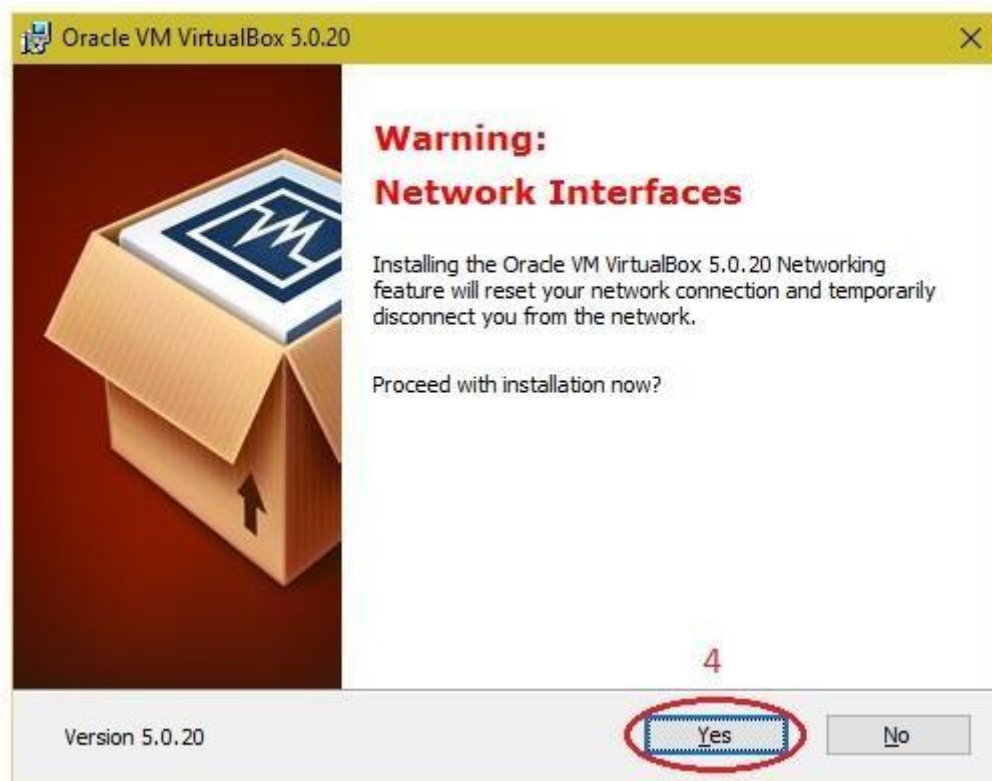 Oracle VM VirtualBox 5.0.20
Warning:
Network Interfaces
Installing the Oracle VM VirtualBox 5.0.20 Networking
feature will reset your network connection and temporarily
disconnect you from the network.
Proceed with installation now?
4
Version 5.0.20
Yes
No